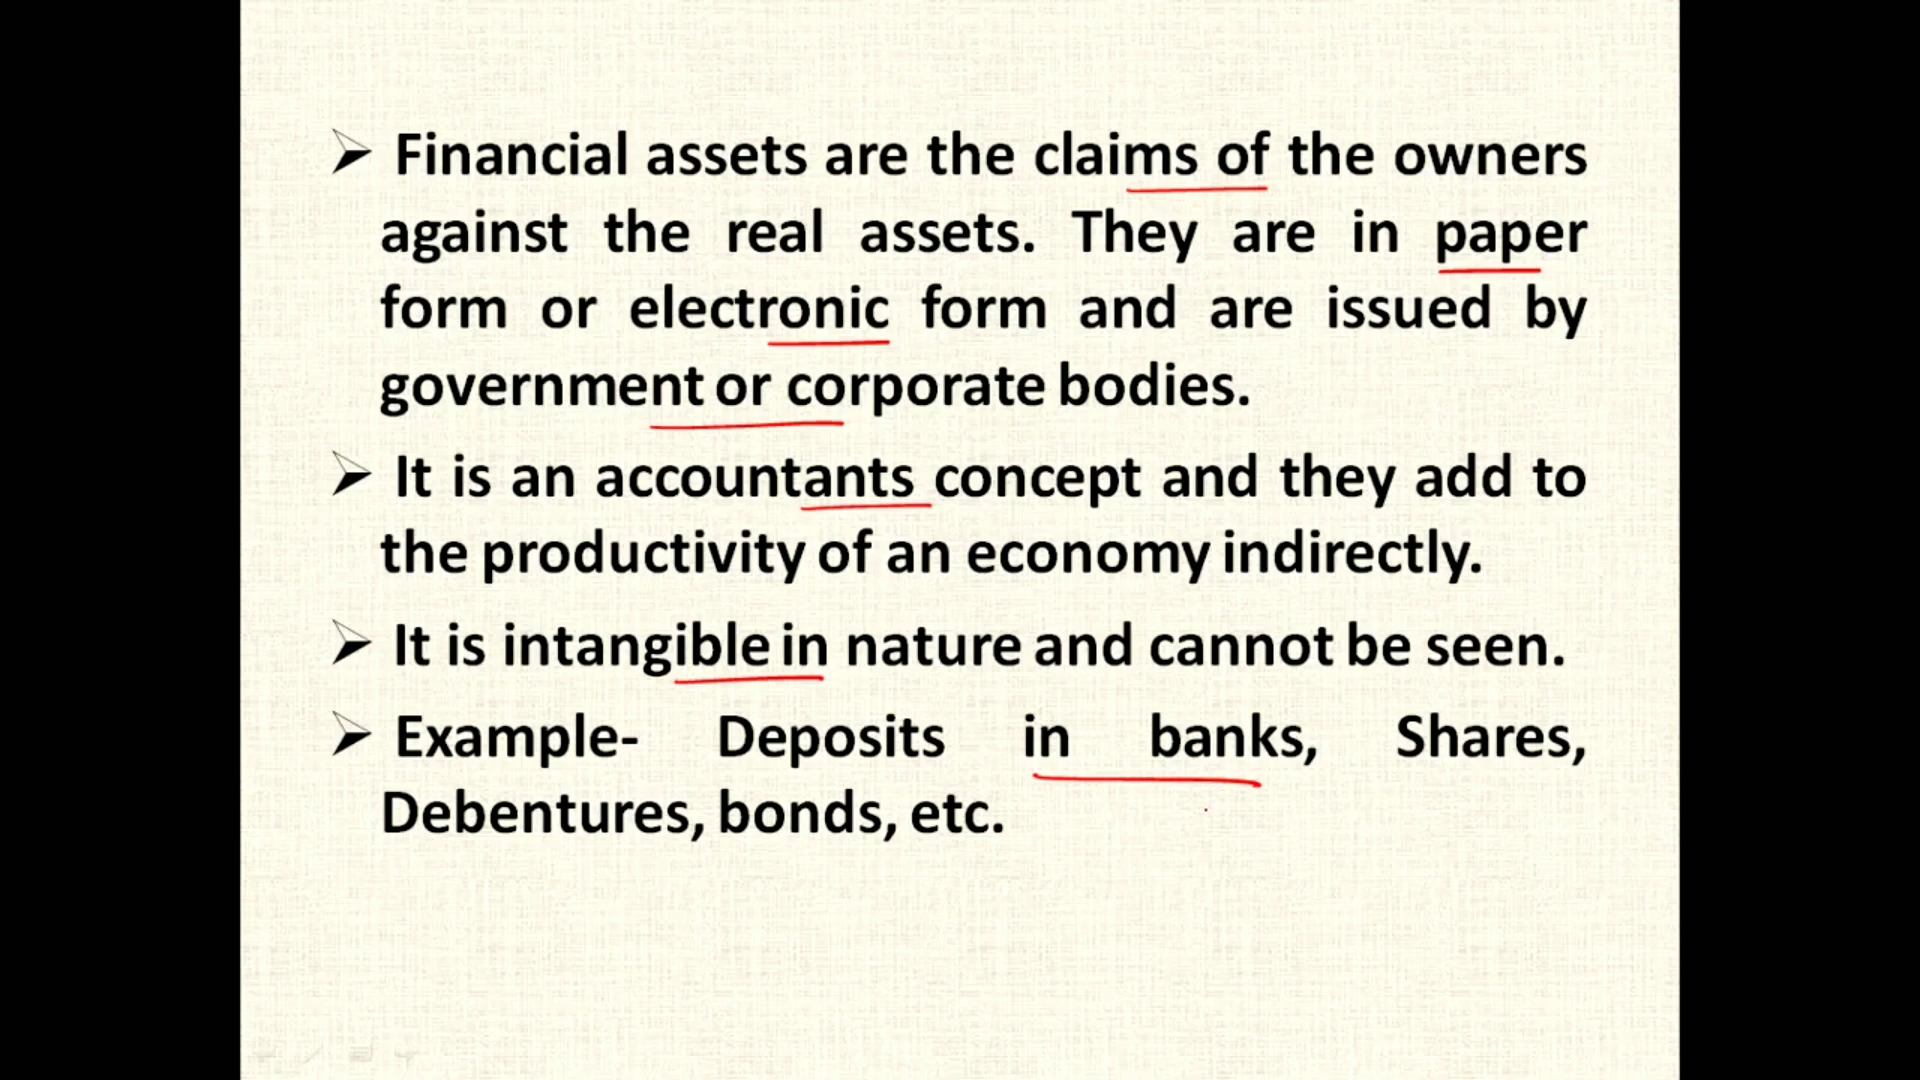 ➢ Financial assets are the claims of the owners
against the real assets. They are in paper
form or electronic form and are issued by
government or corporate bodies.
➢ It is an accountants concept and they add to
the productivity of an economy indirectly.
➢ It is intangible in nature and cannot be seen.
➢ Example- Deposits in banks, Shares,
Debentures, bonds, etc.